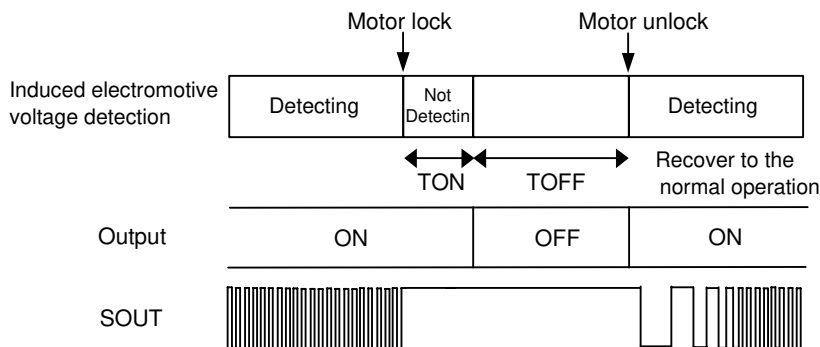 Motor lock
Motor unlock
Induced electromotive
voltage detection
Detecting
Not
Detectin
Detecting
TON
TOFF
Recover to the
normal operation
Output
ON
OFF
ON
SOUT